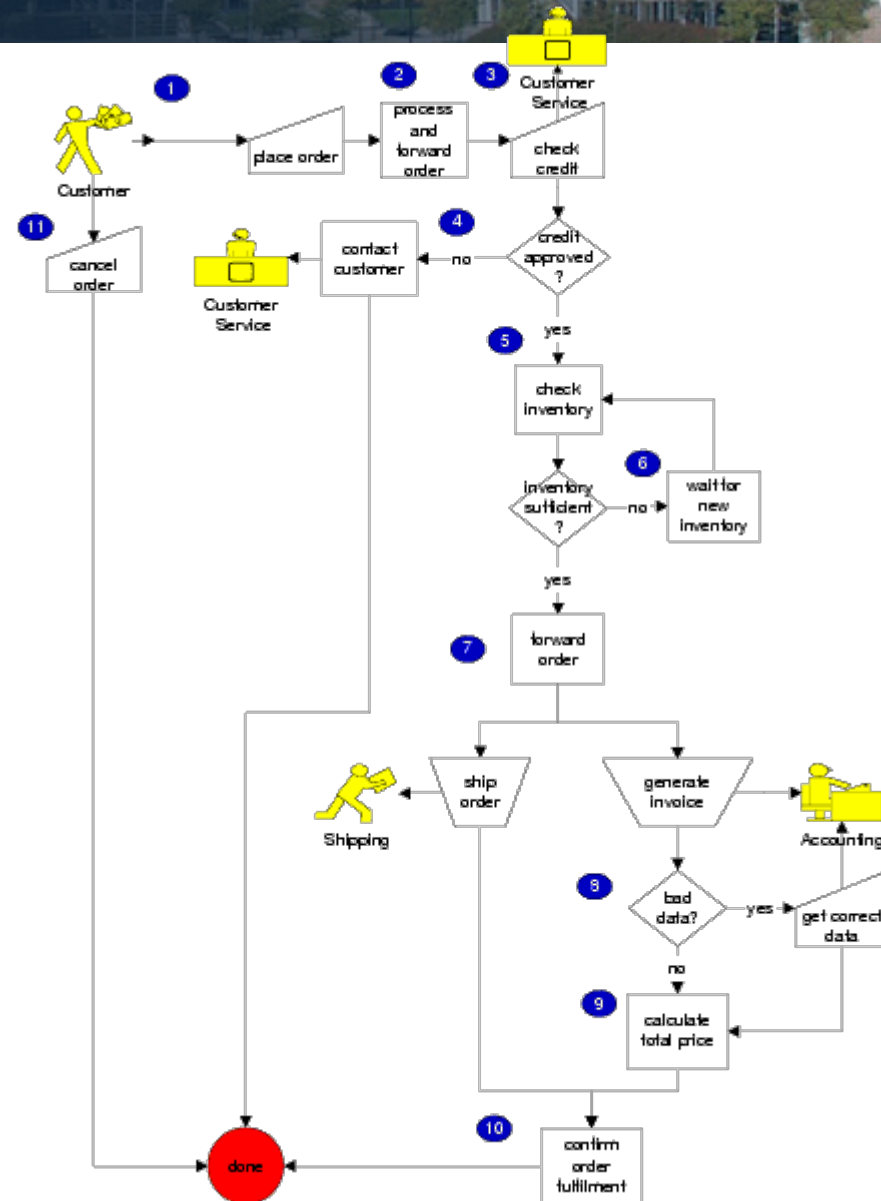 1
2
3
Customer
Service
process
and
forward
order
place order
check
credit
Customer
11
cancel
order
4
contact
customer
no
credit
approved
?
Customer
Service
yes
5
check
inventory
6
inventory
sufficient
?
no
wait for
new
inventory
yes
7
forward
order
ship
order
generate
invoice
Shipping
Accounting
8
bad
data?
yes
get correct
data
no
9
calculate
total price
10
confirm
order
fulfilment
done